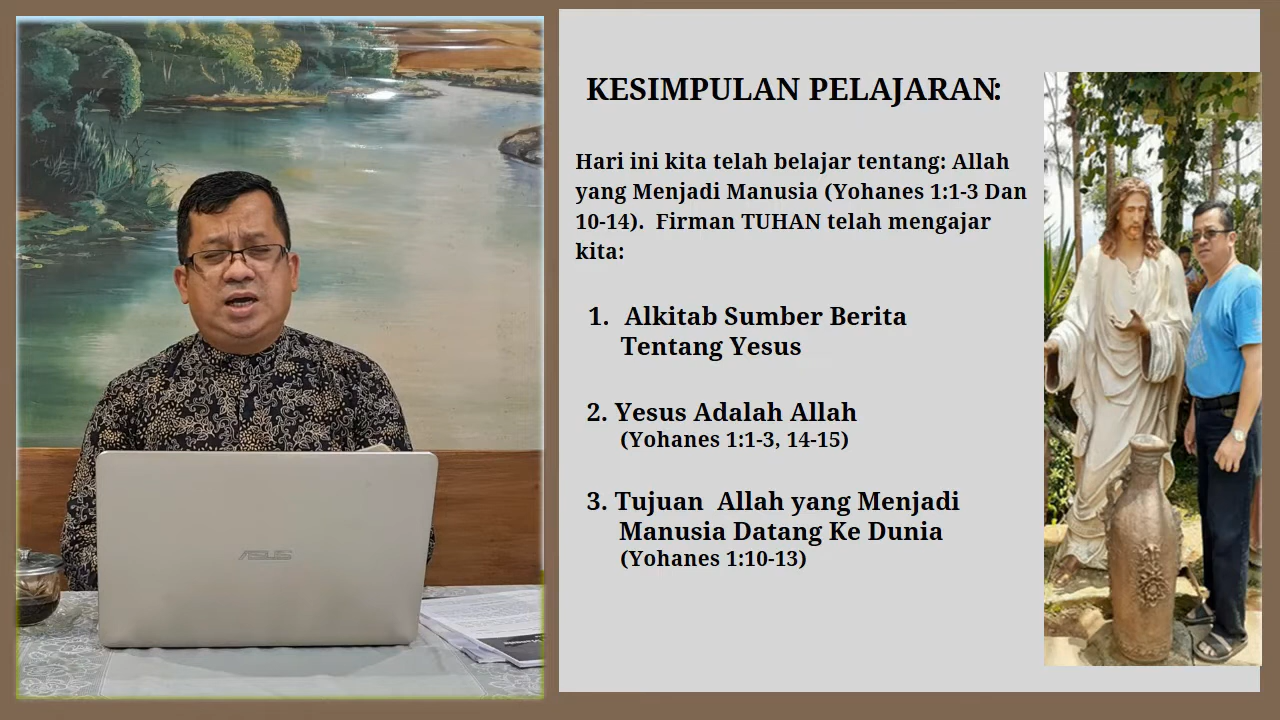 KESIMPULAN PELAJARAN:
Hari ini kita telah belajar tentang: Allah
yang Menjadi Manusia (Yohanes 1:1-3 Dan
10-14). Firman TUHAN telah mengajar
kita:
1. Alkitab Sumber Berita
Tentang Yesus
2. Yesus Adalah Allah
(Yohanes 1:1-3, 14-15)
3. Tujuan Allah yang Menjadi
Manusia Datang Ke Dunia
(Yohanes 1:10-13)
ASUS